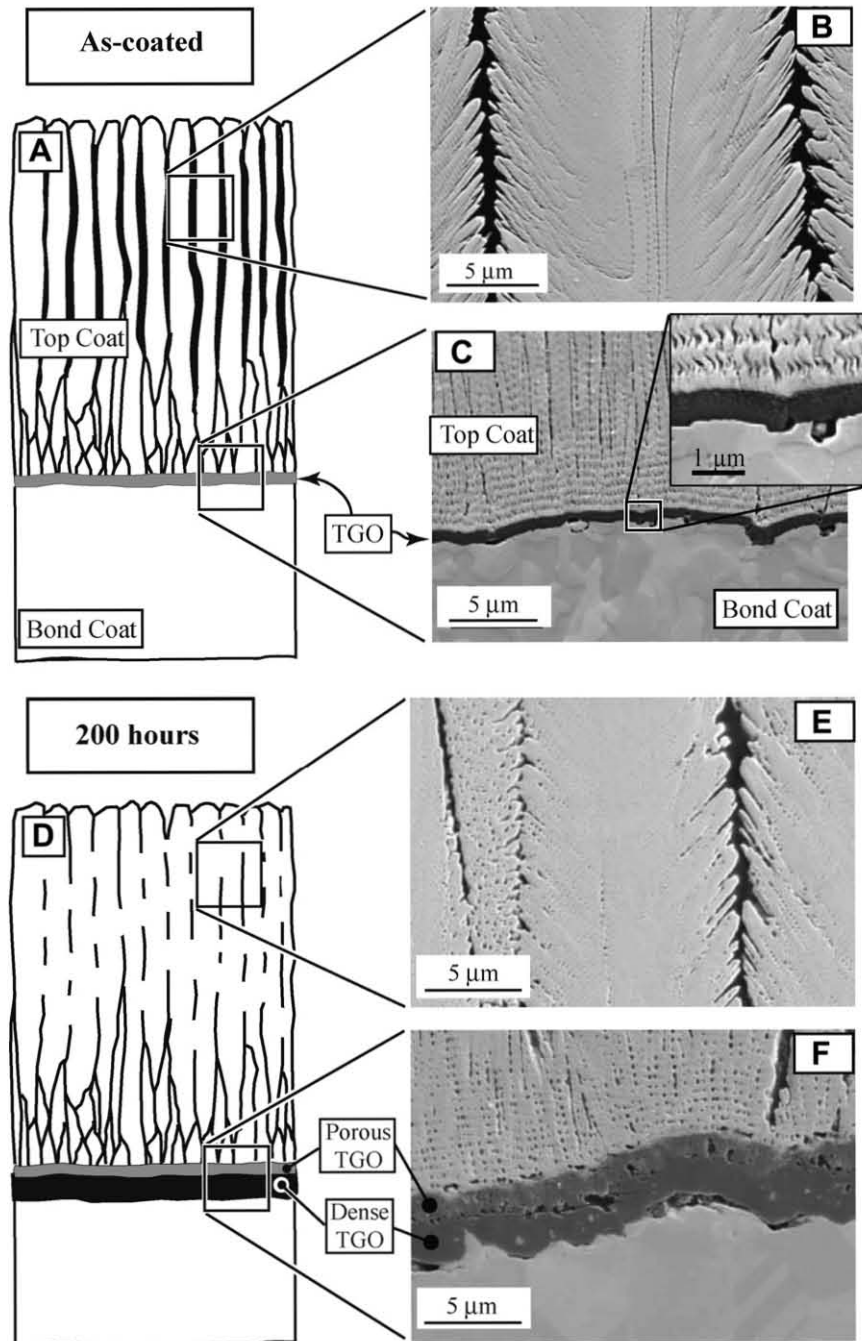 As-coated
A
B
5 μm
Top Coat
C
Top Coat
1 μm
TGO
5 μm
Bond Coat
Bond Coat
200 hours
D
E
5 μm
F
Porous
TGO
Dense
TGO
5 μm